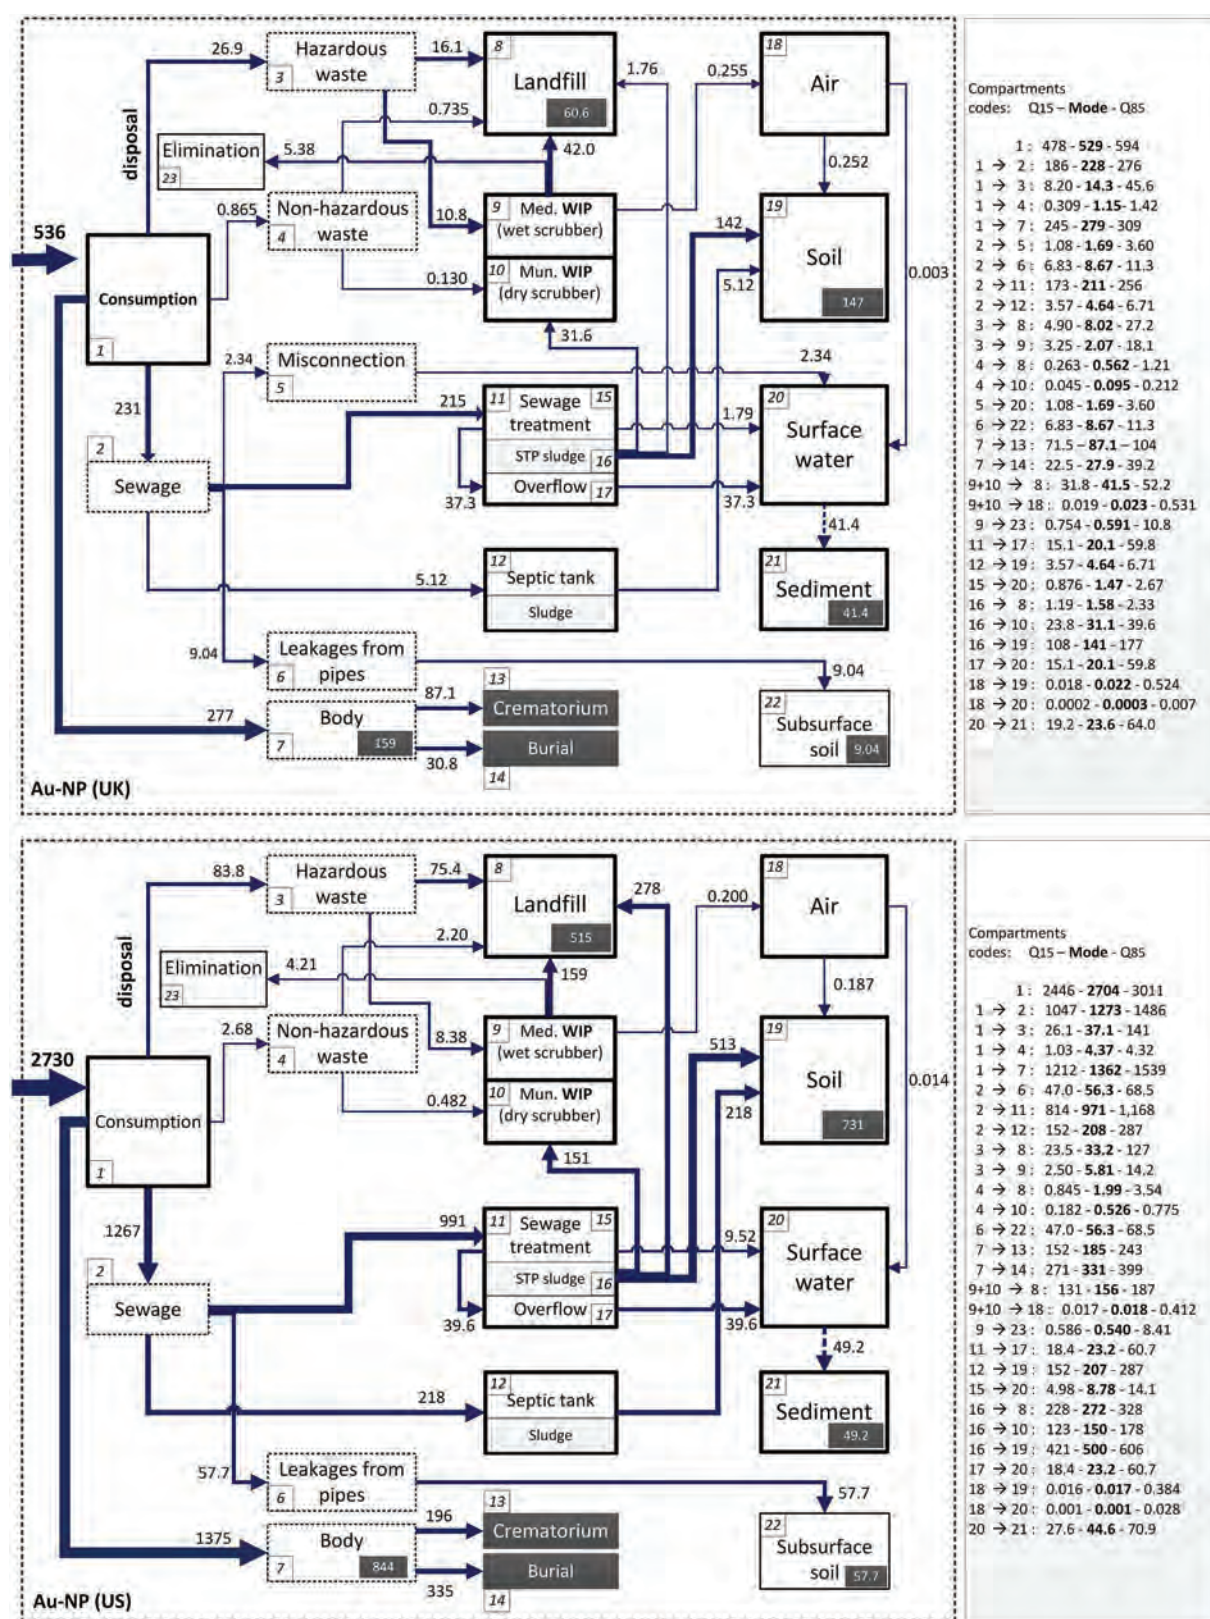 26.9
Hazardous
waste
3
16.1
8
Landfill
60.6
1.76
0.255
18
Air
disposal
Elimination
23
5.38
0.735
42.0
0.252
0.865
Non-hazardous
waste
4
10.8
9
Med. WIP
(wet scrubber)
142
19
Soil
147
536
Consumption
1
0.130
10
Mun. WIP
(dry scrubber)
5.12
0.003
31.6
2.34
Misconnection
5
2.34
231
215
11
Sewage
treatment
15
1.79
20
Surface
water
2
Sewage
STP sludge
16
Overflow
17
37.3
37.3
41.4
5.12
12
Septic tank
Sludge
21
Sediment
41.4
9.04
Leakages from
pipes
6
9.04
277
Body
7
159
87.1
13
Crematorium
30.8
Burial
14
22
Subsurface
soil
9.04
Au-NP (UK)
Compartments
codes: Q15 – Mode - Q85
1 : 478 - 529 - 594
1 → 2 : 186 - 228 - 276
1 → 3 : 8.20 - 14.3 - 45.6
1 → 4 : 0.309 - 1.15 - 1.42
1 → 7 : 245 - 279 - 309
2 → 5 : 1.08 - 1.69 - 3.60
2 → 6 : 6.83 - 8.67 - 11.3
2 → 11 : 173 - 211 - 256
2 → 12 : 3.57 - 4.64 - 6.71
3 → 8 : 4.90 - 8.02 - 27.2
3 → 9 : 3.25 - 2.07 - 18.1
4 → 8 : 0.263 - 0.562 - 1.21
4 → 10 : 0.045 - 0.095 - 0.212
5 → 20 : 1.08 - 1.69 - 3.60
6 → 22 : 6.83 - 8.67 - 11.3
7 → 13 : 71.5 – 87.1 – 104
7 → 14 : 22.5 - 27.9 - 39.2
9+10 → 8 : 31.8 - 41.5 - 52.2
9+10 → 18 : 0.019 - 0.023 - 0.531
9 → 23 : 0.754 - 0.591 - 10.8
11 → 17 : 15.1 - 20.1 - 59.8
12 → 19 : 3.57 - 4.64 - 6.71
15 → 20 : 0.876 - 1.47 - 2.67
16 → 8 : 1.19 - 1.58 - 2.33
16 → 10 : 23.8 - 31.1 - 39.6
16 → 19 : 108 - 141 - 177
17 → 20 : 15.1 - 20.1 - 59.8
18 → 19 : 0.018 - 0.022 - 0.524
18 → 20 : 0.0002 - 0.0003 - 0.007
20 → 21 : 19.2 - 23.6 - 64.0
83.8
Hazardous
waste
3
75.4
8
Landfill
515
278
0.200
18
Air
disposal
Elimination
23
4.21
2.20
159
0.187
2.68
Non-hazardous
waste
4
8.38
9
Med. WIP
(wet scrubber)
513
19
Soil
731
2730
Consumption
1
0.482
10
Mun. WIP
(dry scrubber)
218
0.014
151
1267
991
11
Sewage
treatment
15
9.52
20
Surface
water
2
Sewage
STP sludge
16
Overflow
17
39.6
39.6
49.2
218
12
Septic tank
Sludge
21
Sediment
49.2
57.7
Leakages from
pipes
6
57.7
1375
Body
7
844
196
13
Crematorium
335
Burial
14
22
Subsurface
soil
57.7
Au-NP (US)
Compartments
codes: Q15 – Mode - Q85
1 : 2446 - 2704 - 3011
1 → 2 : 1047 - 1273 - 1486
1 → 3 : 26.1 - 37.1 - 141
1 → 4 : 1.03 - 4.37 - 4.32
1 → 7 : 1212 - 1362 - 1539
2 → 6 : 47.0 - 56.3 - 68.5
2 → 11 : 814 - 971 - 1,168
2 → 12 : 152 - 208 - 287
3 → 8 : 23.5 - 33.2 - 127
3 → 9 : 2.50 - 5.81 - 14.2
4 → 8 : 0.845 - 1.99 - 3.54
4 → 10 : 0.182 - 0.526 - 0.775
6 → 22 : 47.0 - 56.3 - 68.5
7 → 13 : 152 - 185 - 243
7 → 14 : 271 - 331 - 399
9+10 → 8 : 131 - 156 - 187
9+10 → 18 : 0.017 - 0.018 - 0.412
9 → 23 : 0.586 - 0.540 - 8.41
11 → 17 : 18.4 - 23.2 - 60.7
12 → 19 : 152 - 207 - 287
15 → 20 : 4.98 - 8.78 - 14.1
16 → 8 : 228 - 272 - 328
16 → 10 : 123 - 150 - 178
16 → 19 : 421 - 500 - 606
17 → 20 : 18.4 - 23.2 - 60.7
18 → 19 : 0.016 - 0.017 - 0.384
18 → 20 : 0.001 - 0.001 - 0.028
20 → 21 : 27.6 - 44.6 - 70.9